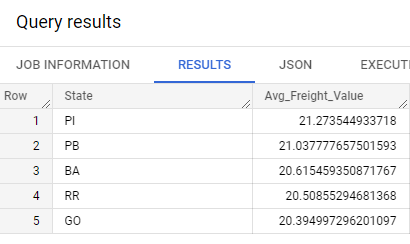 Query results
JOB INFORMATION RESULTS JSON EXECUTI
Row State Avg_Freight_Value
1 PI 21.273544933718
2 PB 21.037777657501593
3 BA 20.615459350871767
4 RR 20.50855294681368
5 GO 20.394997296201097